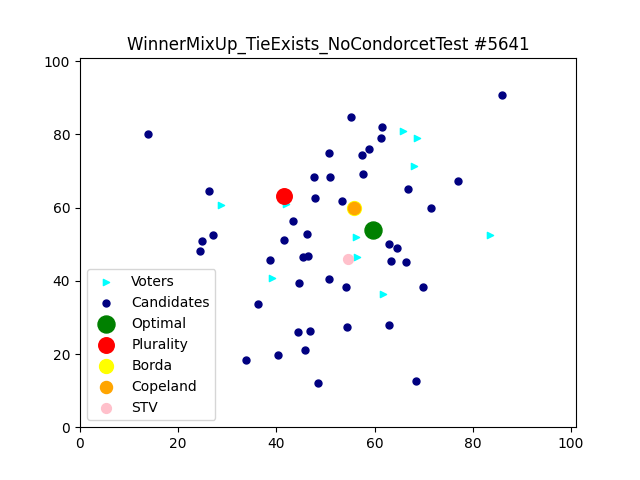 WinnerMixUp_TieExists_NoCondorcetTest #5641
100
80
60
40
20
0
Voters
Candidates
Optimal
Plurality
Borda
Copeland
STV
0 20 40 60 80 100